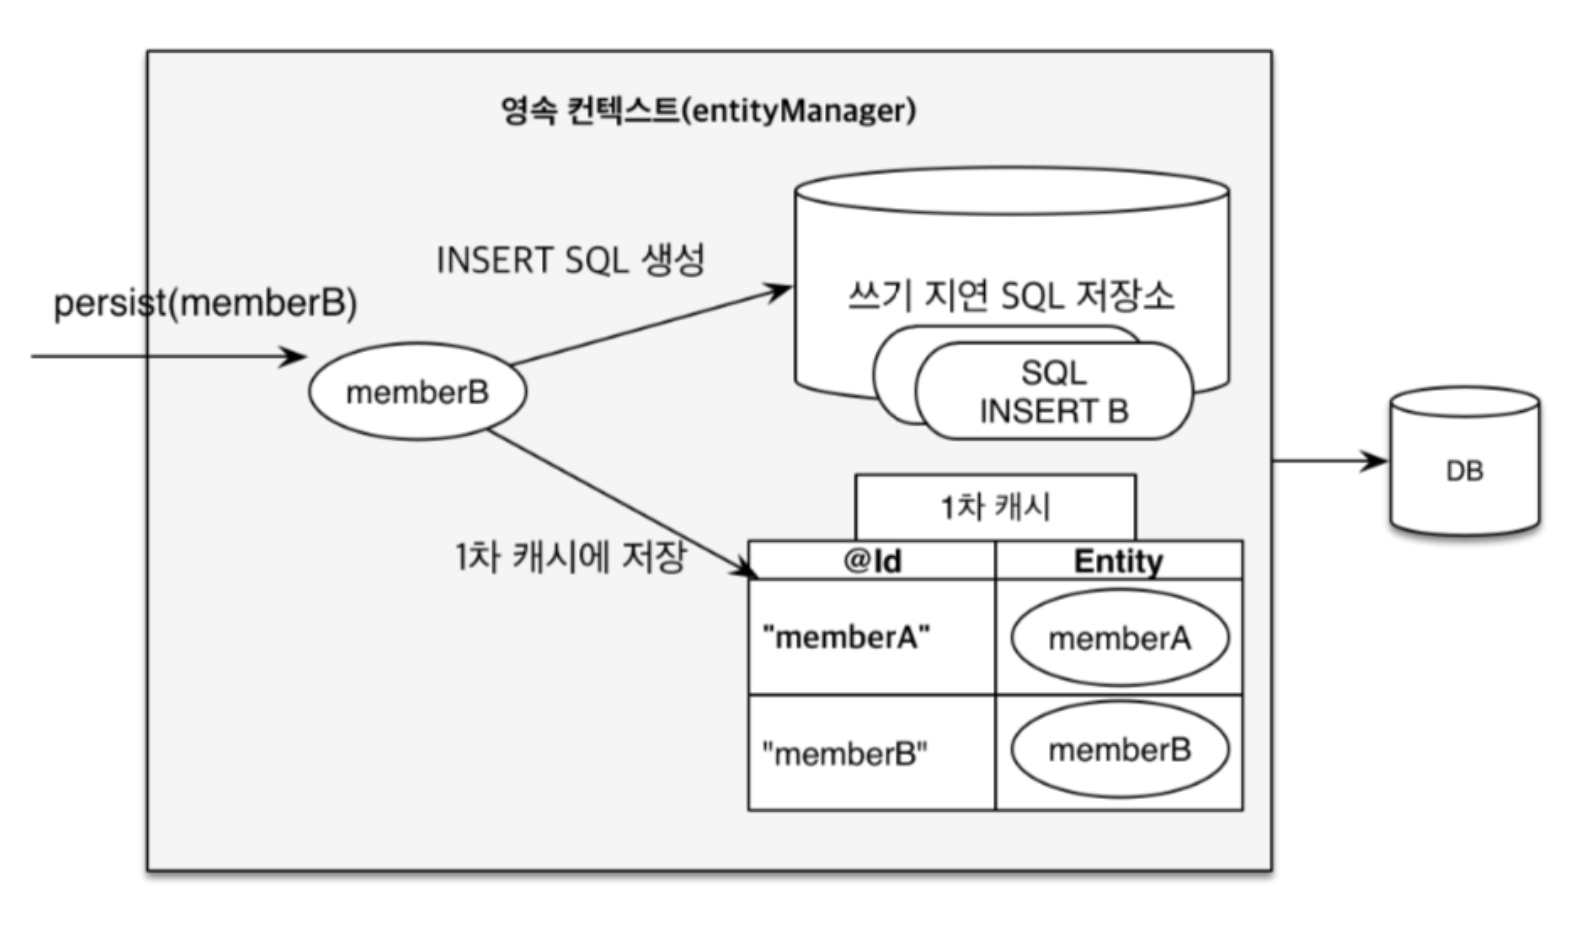 영속 컨텍스트(entityManager)
INSERT SQL 생성
persist(memberB)
memberB
쓰기 지연 SQL 저장소
SQL
INSERT B
DB
1차 캐시
1차 캐시에 저장
@Id Entity
"memberA" memberA
"memberB" memberB